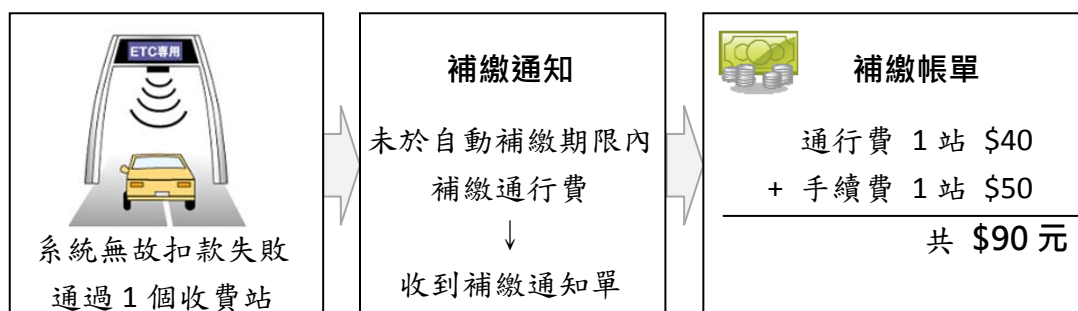 ETC專用
系統無故扣款失敗
通過 1 個收費站
補繳通知
未於自動補繳期限內
補繳通行費
↓
收到補繳通知單
補繳帳單
通行費 1 站 $40
+ 手續費 1 站 $50
共 $90 元